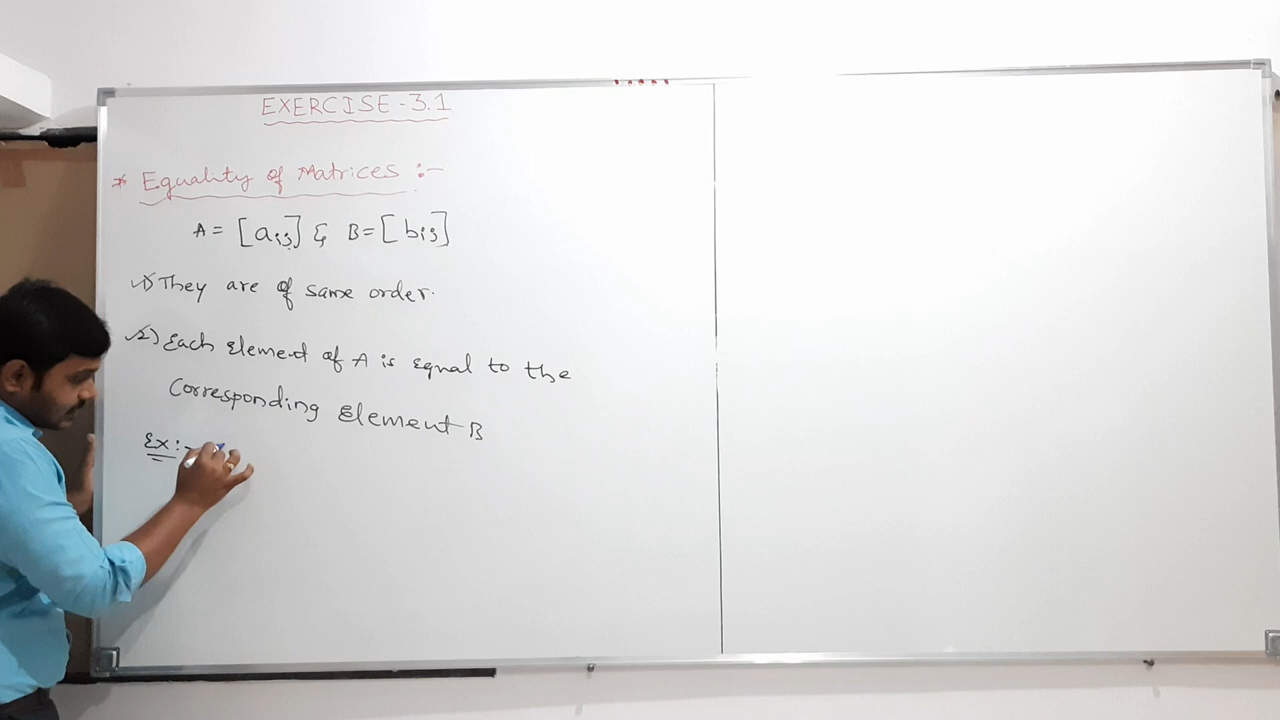 EXERCISE-3.1
* Equality of Matrices :-
A = [aij] & B = [bij]
1) They are of same order.
2) Each Element of A is Equal to the
Corresponding Element B
Ex:-